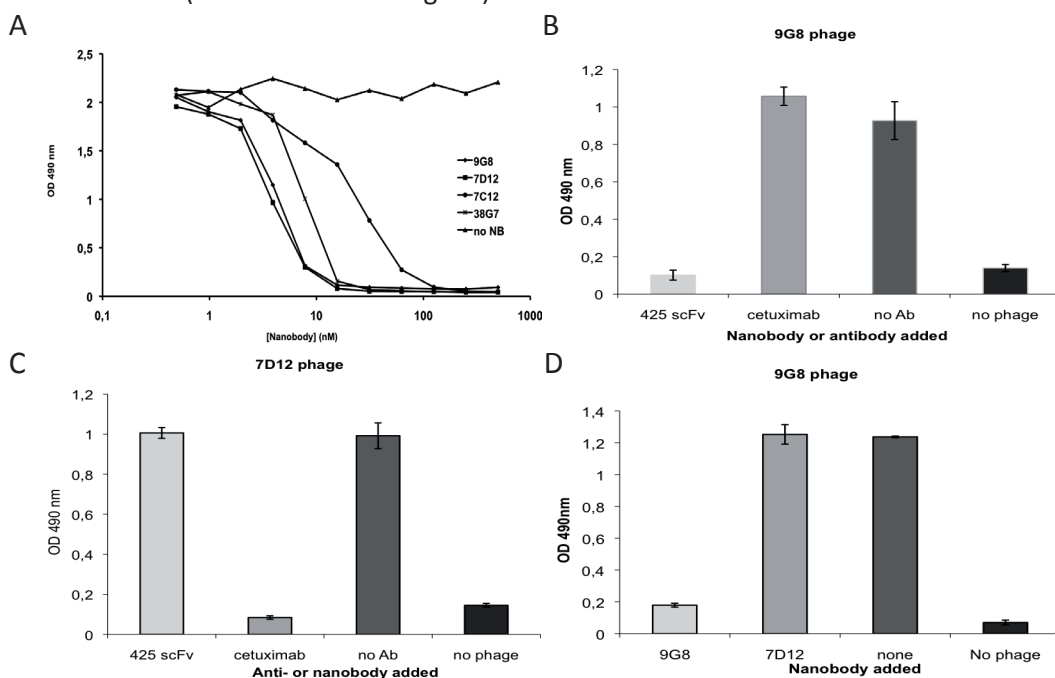 A
2,5
2
1,5
1
0,5
0
OD 490 nm
0,1 1 10 100 1000
[Nanobody] (nM)
9G8
7D12
7C12
38G7
no NB
B
9G8 phage
1,2
1
0,8
0,6
0,4
0,2
0
OD 490 nm
425 scFv cetuximab no Ab no phage
Nanobody or antibody added
C
7D12 phage
1,2
1
0,8
0,6
0,4
0,2
0
OD 490 nm
425 scFv cetuximab no Ab no phage
Anti- or nanobody added
D
9G8 phage
1,4
1,2
1
0,8
0,6
0,4
0,2
0
OD 490nm
9G8 7D12 none No phage
Nanobody added